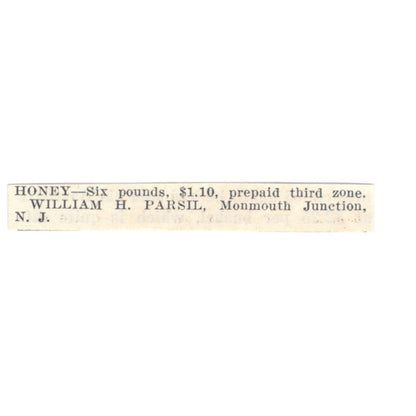 HONEY—Six pounds, $1.10, prepaid third zone.
WILLIAM H. PARSIL, Monmouth Junction,
N. J.